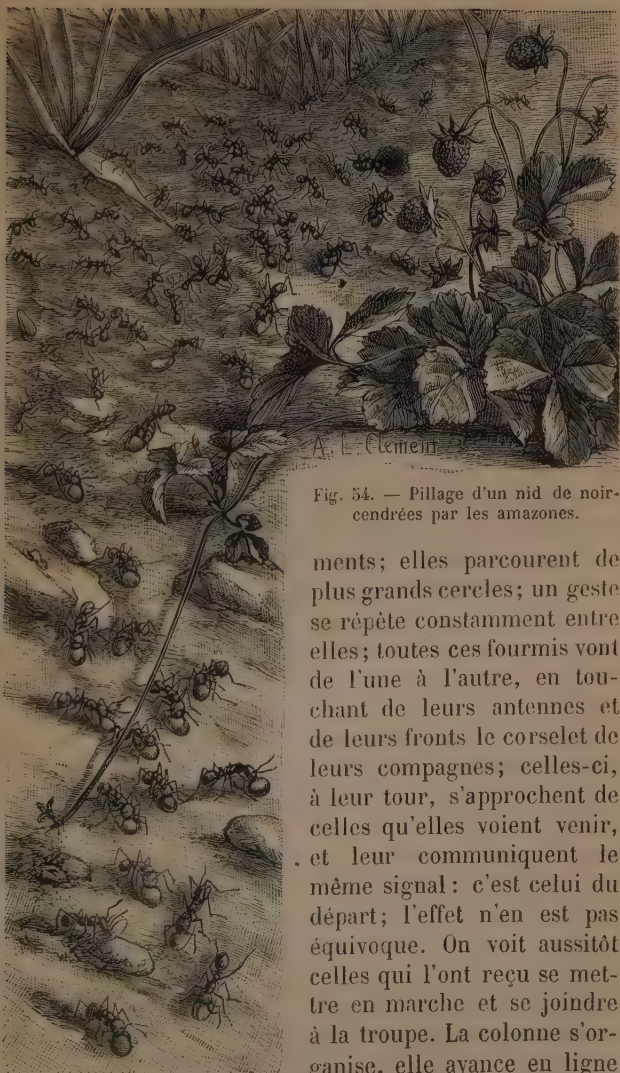 A. L. Clément
Fig. 54. — Pillage d'un nid de noir-
cendrées par les amazones.
ments; elles parcourent de
plus grands cercles; un geste
se répète constamment entre
elles; toutes ces fourmis vont
de l'une à l'autre, en tou-
chant de leurs antennes et
de leurs fronts le corselet de
leurs compagnes; celles-ci,
à leur tour, s'approchent de
celles qu'elles voient venir,
et leur communiquent le
même signal: c'est celui du
départ; l'effet n'en est pas
équivoque. On voit aussitôt
celles qui l'ont reçu se met-
tre en marche et se joindre
à la troupe. La colonne s'or-
ganise, elle avance en ligne